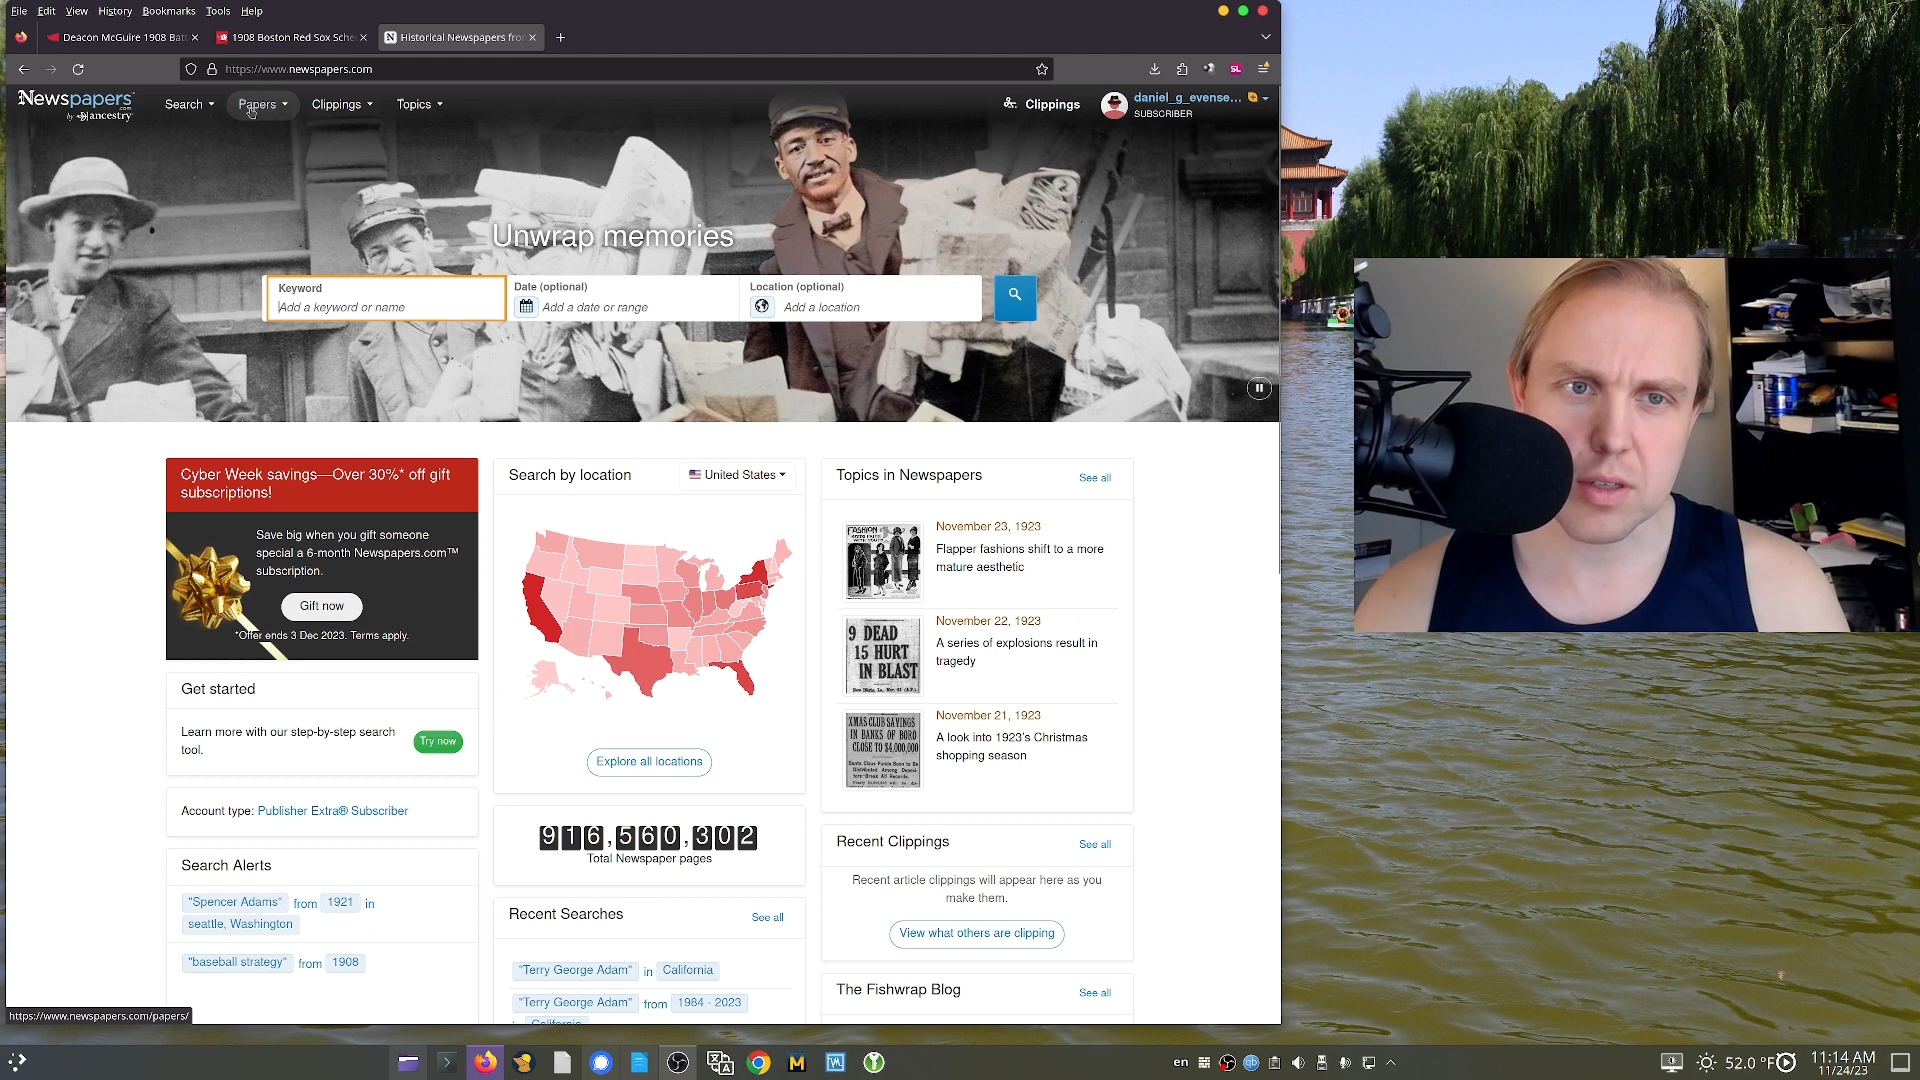 File Edit View History Bookmarks Tools Help
Deacon McGuire 1908 Bat
1908 Boston Red Sox Sche
Historical Newspapers fro
https://www.newspapers.com
SL
Newspapers.com
by ancestry
Search
Papers
Clippings
Topics
Clippings
daniel_g_evense...
SUBSCRIBER
Unwrap memories
Keyword
Add a keyword or name
Date (optional)
Add a date or range
Location (optional)
Add a location
Cyber Week savings—Over 30%* off gift
subscriptions!
Save big when you gift someone
special a 6-month Newspapers.com™
subscription.
Gift now
*Offer ends 3 Dec 2023. Terms apply.
Get started
Learn more with our step-by-step search
tool.
Try now
Account type: Publisher Extra® Subscriber
Search Alerts
"Spencer Adams" from 1921 in
seattle, Washington
"baseball strategy" from 1908
Search by location
United States
Explore all locations
916,560,302
Total Newspaper pages
Recent Searches
See all
"Terry George Adam" in California
"Terry George Adam" from 1984 - 2023
in California
Topics in Newspapers
See all
FASHION
November 23, 1923
Flapper fashions shift to a more
mature aesthetic
9 DEAD
15 HURT
IN BLAST
November 22, 1923
A series of explosions result in
tragedy
XMAS CLUB SAVINGS
IN BANKS OF BORO
CLOSE TO $4,000,000
November 21, 1923
A look into 1923's Christmas
shopping season
Recent Clippings
See all
Recent article clippings will appear here as you
make them.
View what others are clipping
The Fishwrap Blog
See all
https://www.newspapers.com/papers/
en
52.0 °F
11:14 AM
11/24/23